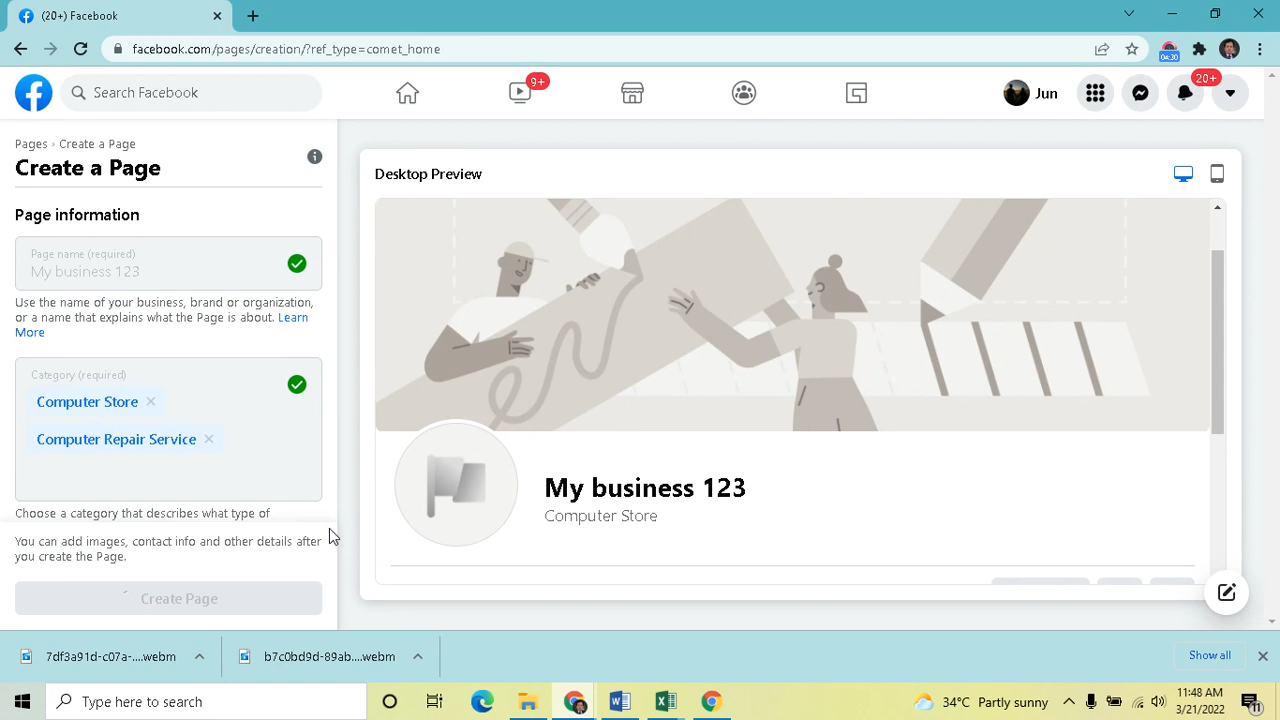 (20+) Facebook
facebook.com/pages/creation/?ref_type=comet_home
04:30
Search Facebook
9+
Jun
20+
Pages › Create a Page
Create a Page
Page information
Page name (required)
My business 123
Use the name of your business, brand or organization,
or a name that explains what the Page is about. Learn
More
Category (required)
Computer Store
Computer Repair Service
Choose a category that describes what type of
You can add images, contact info and other details after
you create the Page.
Create Page
Desktop Preview
My business 123
Computer Store
7df3a91d-c07a-....webm
b7c0bd9d-89ab....webm
Show all
Type here to search
34°C Partly sunny
11:48 AM
3/21/2022
11